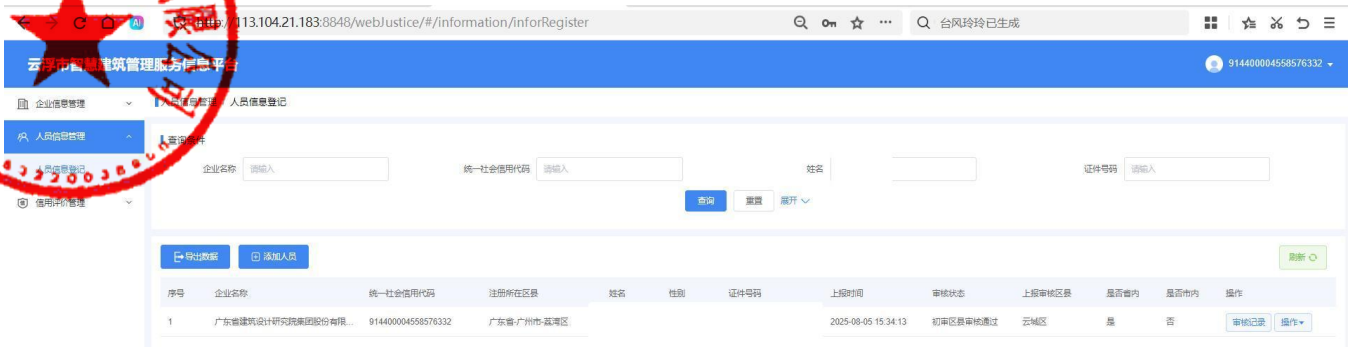 http://113.104.21.183:8848/webJustice/#/information/inforRegister
台风玲玲已生成
云浮市智慧建筑管理服务信息平台
914400004558576332
企业信息管理
人员信息管理 人员信息登记
人员信息管理
查询条件
人员信息登记
企业名称 请输入 统一社会信用代码 请输入 姓名 证件号码 请输入
信用评价管理
查询 重置 展开
导出数据 添加人员 刷新
序号 企业名称 统一社会信用代码 注册所在区县 姓名 性别 证件号码 上报时间 审核状态 上报审核区县 是否省内 是否市内 操作
1 广东省建筑设计研究院集团股份有限... 914400004558576332 广东省-广州市-荔湾区 2025-08-05 15:34:13 初审区县审核通过 云城区 是 否 审核记录 操作